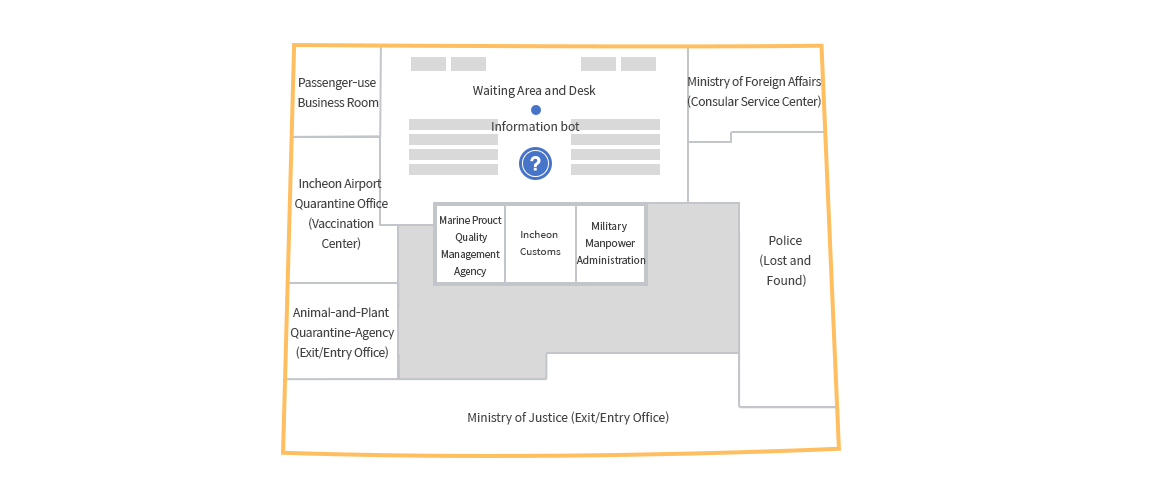 Passenger-use
Business Room
Waiting Area and Desk
Information bot
?
Ministry of Foreign Affairs
(Consular Service Center)
Incheon Airport
Quarantine Office
(Vaccination
Center)
Marine Prouct
Quality
Management
Agency
Incheon
Customs
Military
Manpower
Administration
Police
(Lost and
Found)
Animal-and-Plant
Quarantine-Agency
(Exit/Entry Office)
Ministry of Justice (Exit/Entry Office)